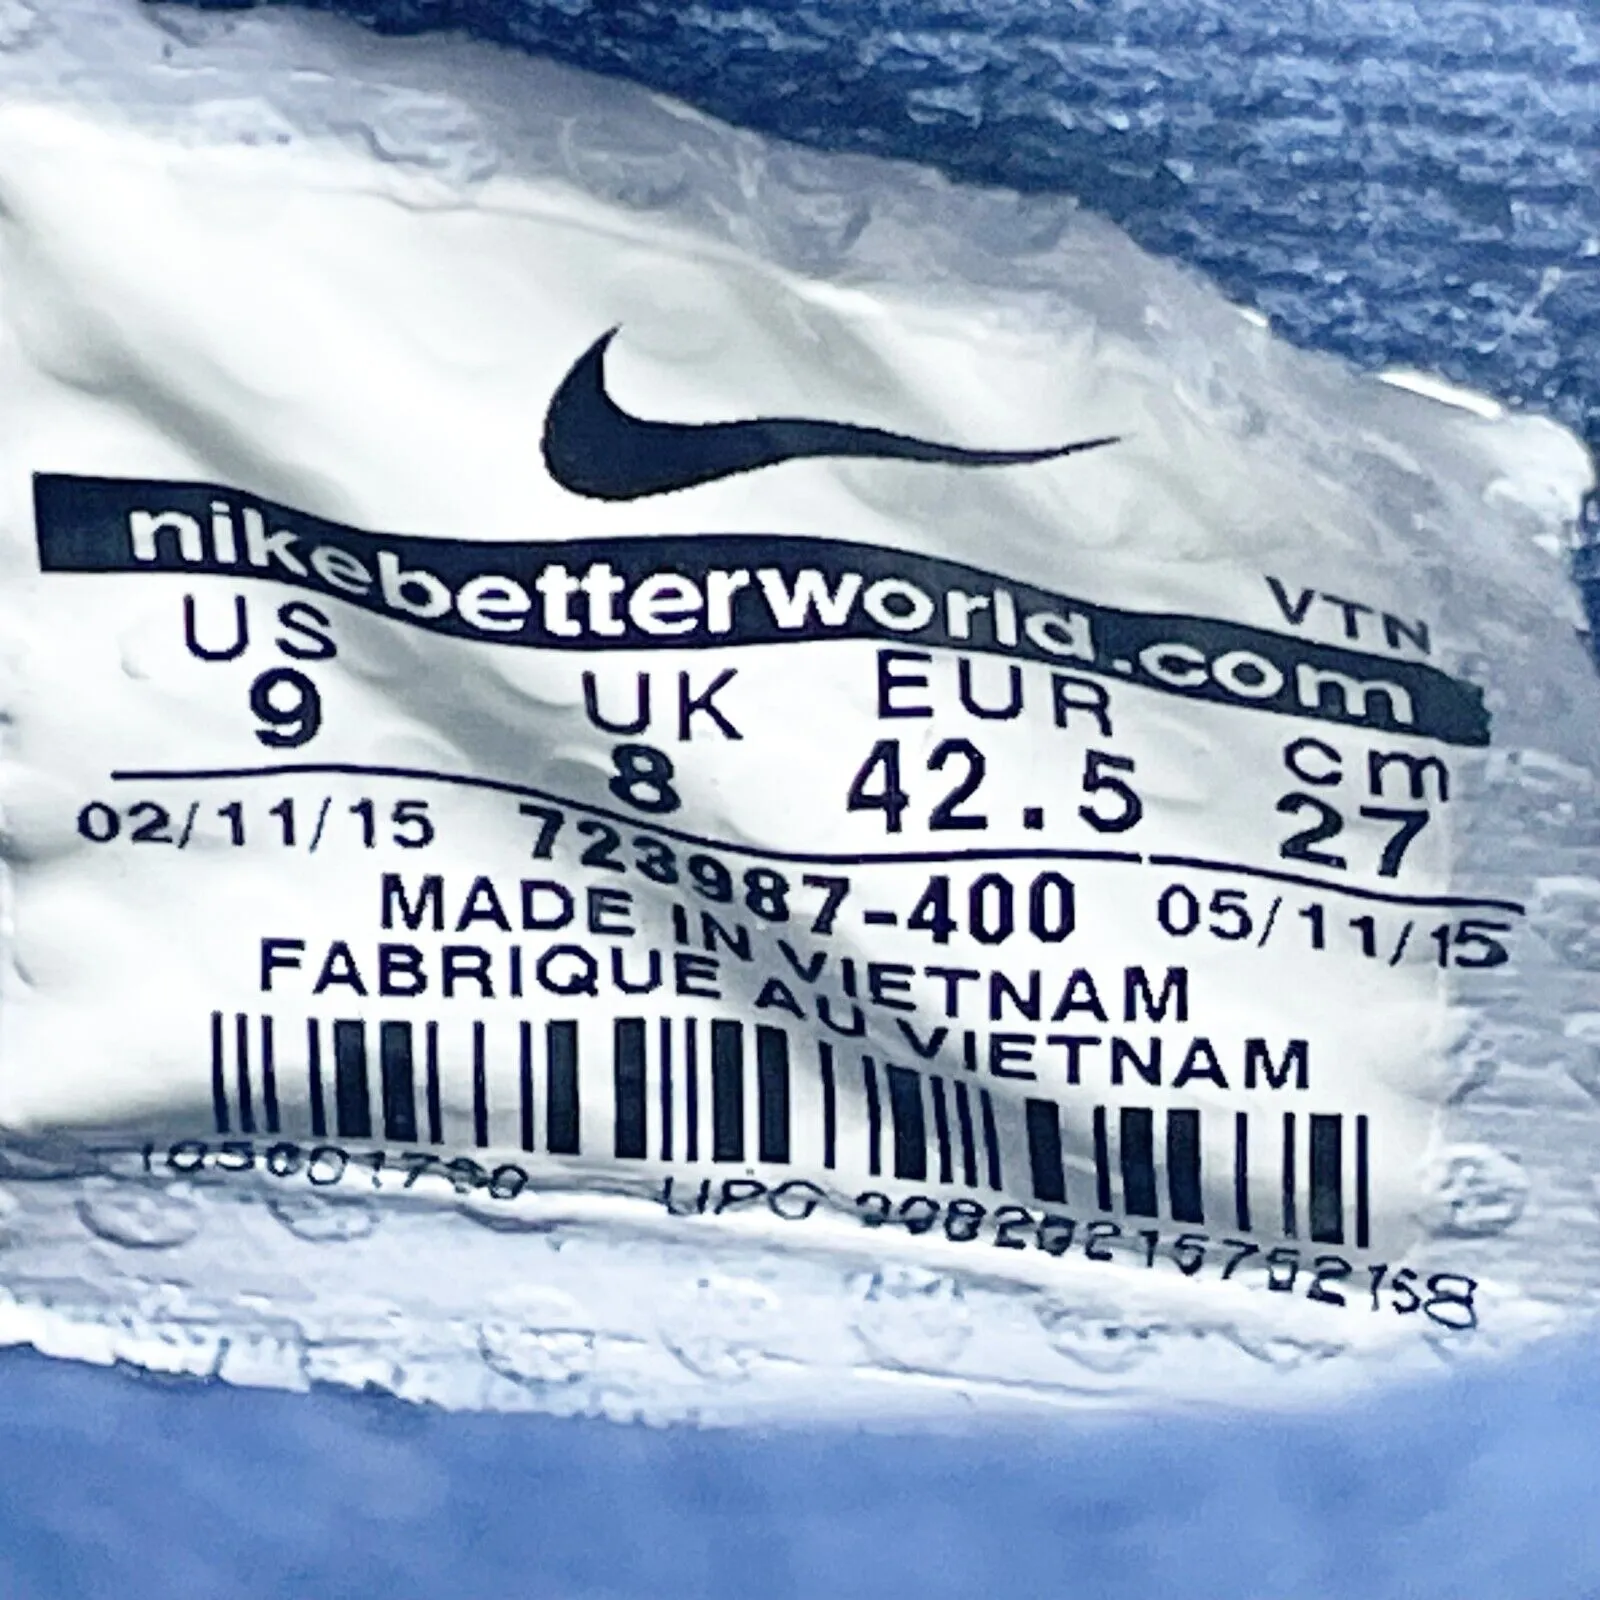 nikebetterworld.com VTN
US UK EUR cm
9 8 42.5 27
02/11/15 723987-400 05/11/15
MADE IN VIETNAM
FABRIQUE AU VIETNAM
UPC